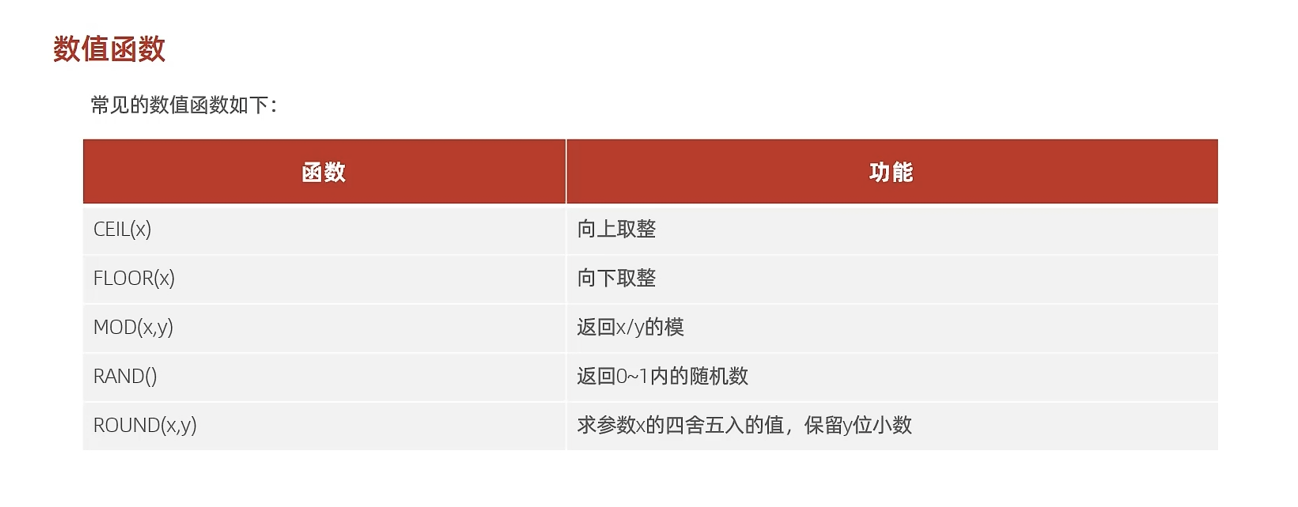 数值函数
常见的数值函数如下：
函数 功能
CEIL(x) 向上取整
FLOOR(x) 向下取整
MOD(x,y) 返回x/y的模
RAND() 返回0~1内的随机数
ROUND(x,y) 求参数x的四舍五入的值，保留y位小数